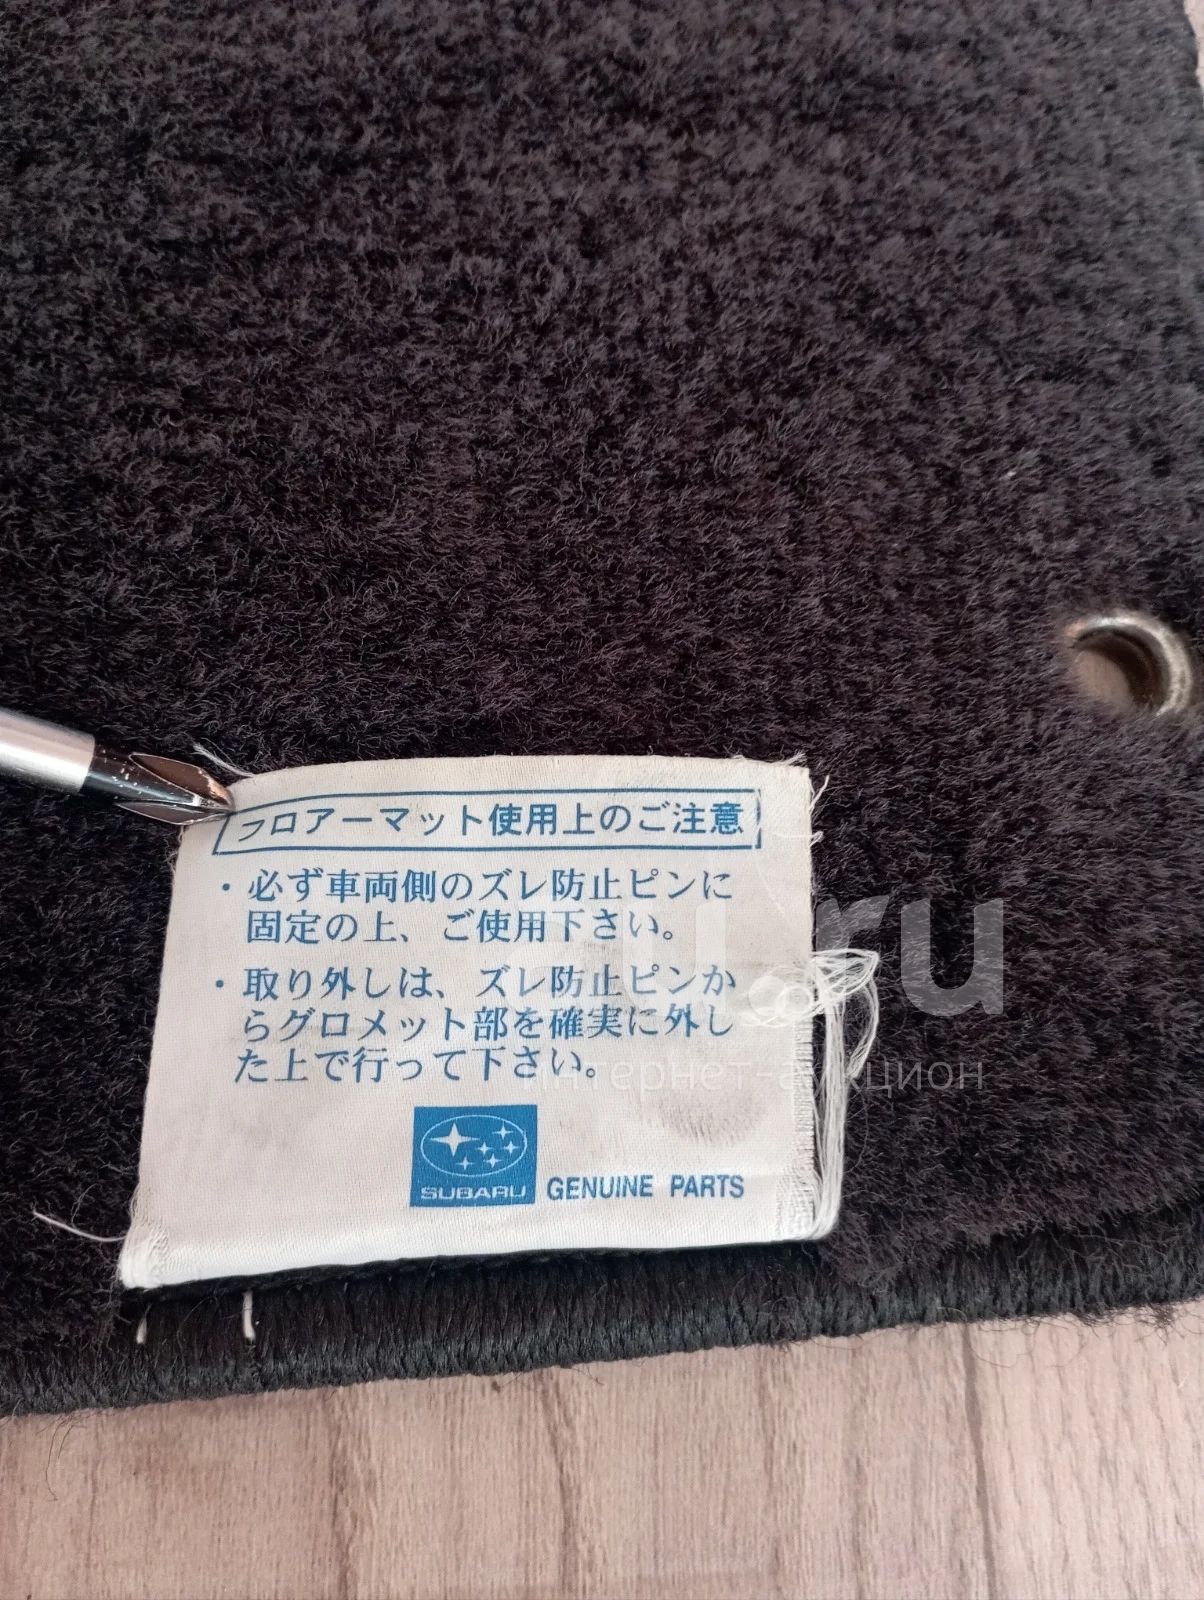 フロアーマット使用上のご注意
・必ず車両側のズレ防止ピンに
固定の上、ご使用下さい。
・取り外しは、ズレ防止ピンか
らグロメット部を確実に外し
た上で行って下さい。
SUBARU GENUINE PARTS
au.ru
интернет-аукцион